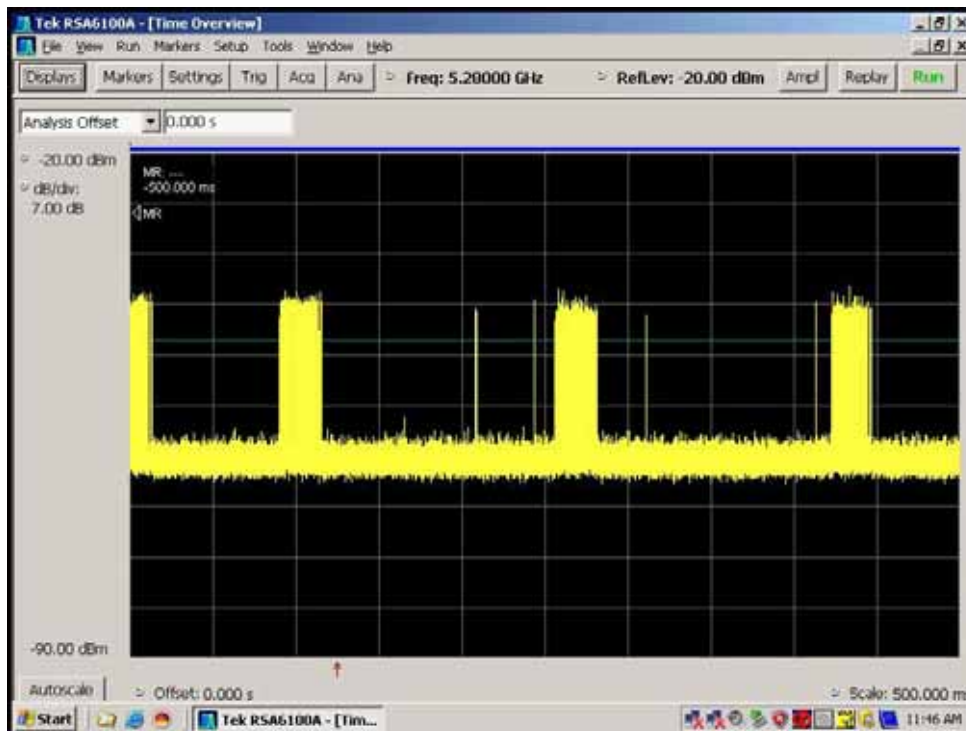 Tek RSA6100A - [Time Overview]
File View Run Markers Setup Tools Window Help
Displays Markers Settings Trig Acq Ana Freq: 5.20000 GHz RefLev: -20.00 dBm Ampl Replay Run
Analysis Offset 0.000 s
-20.00 dBm
dB/div:
7.00 dB
MR: ---
-500.000 ms
MR
-90.00 dBm
Autoscale Offset: 0.000 s Scale: 500.000 ms
Start Tek RSA6100A - [Tim... 11:46 AM